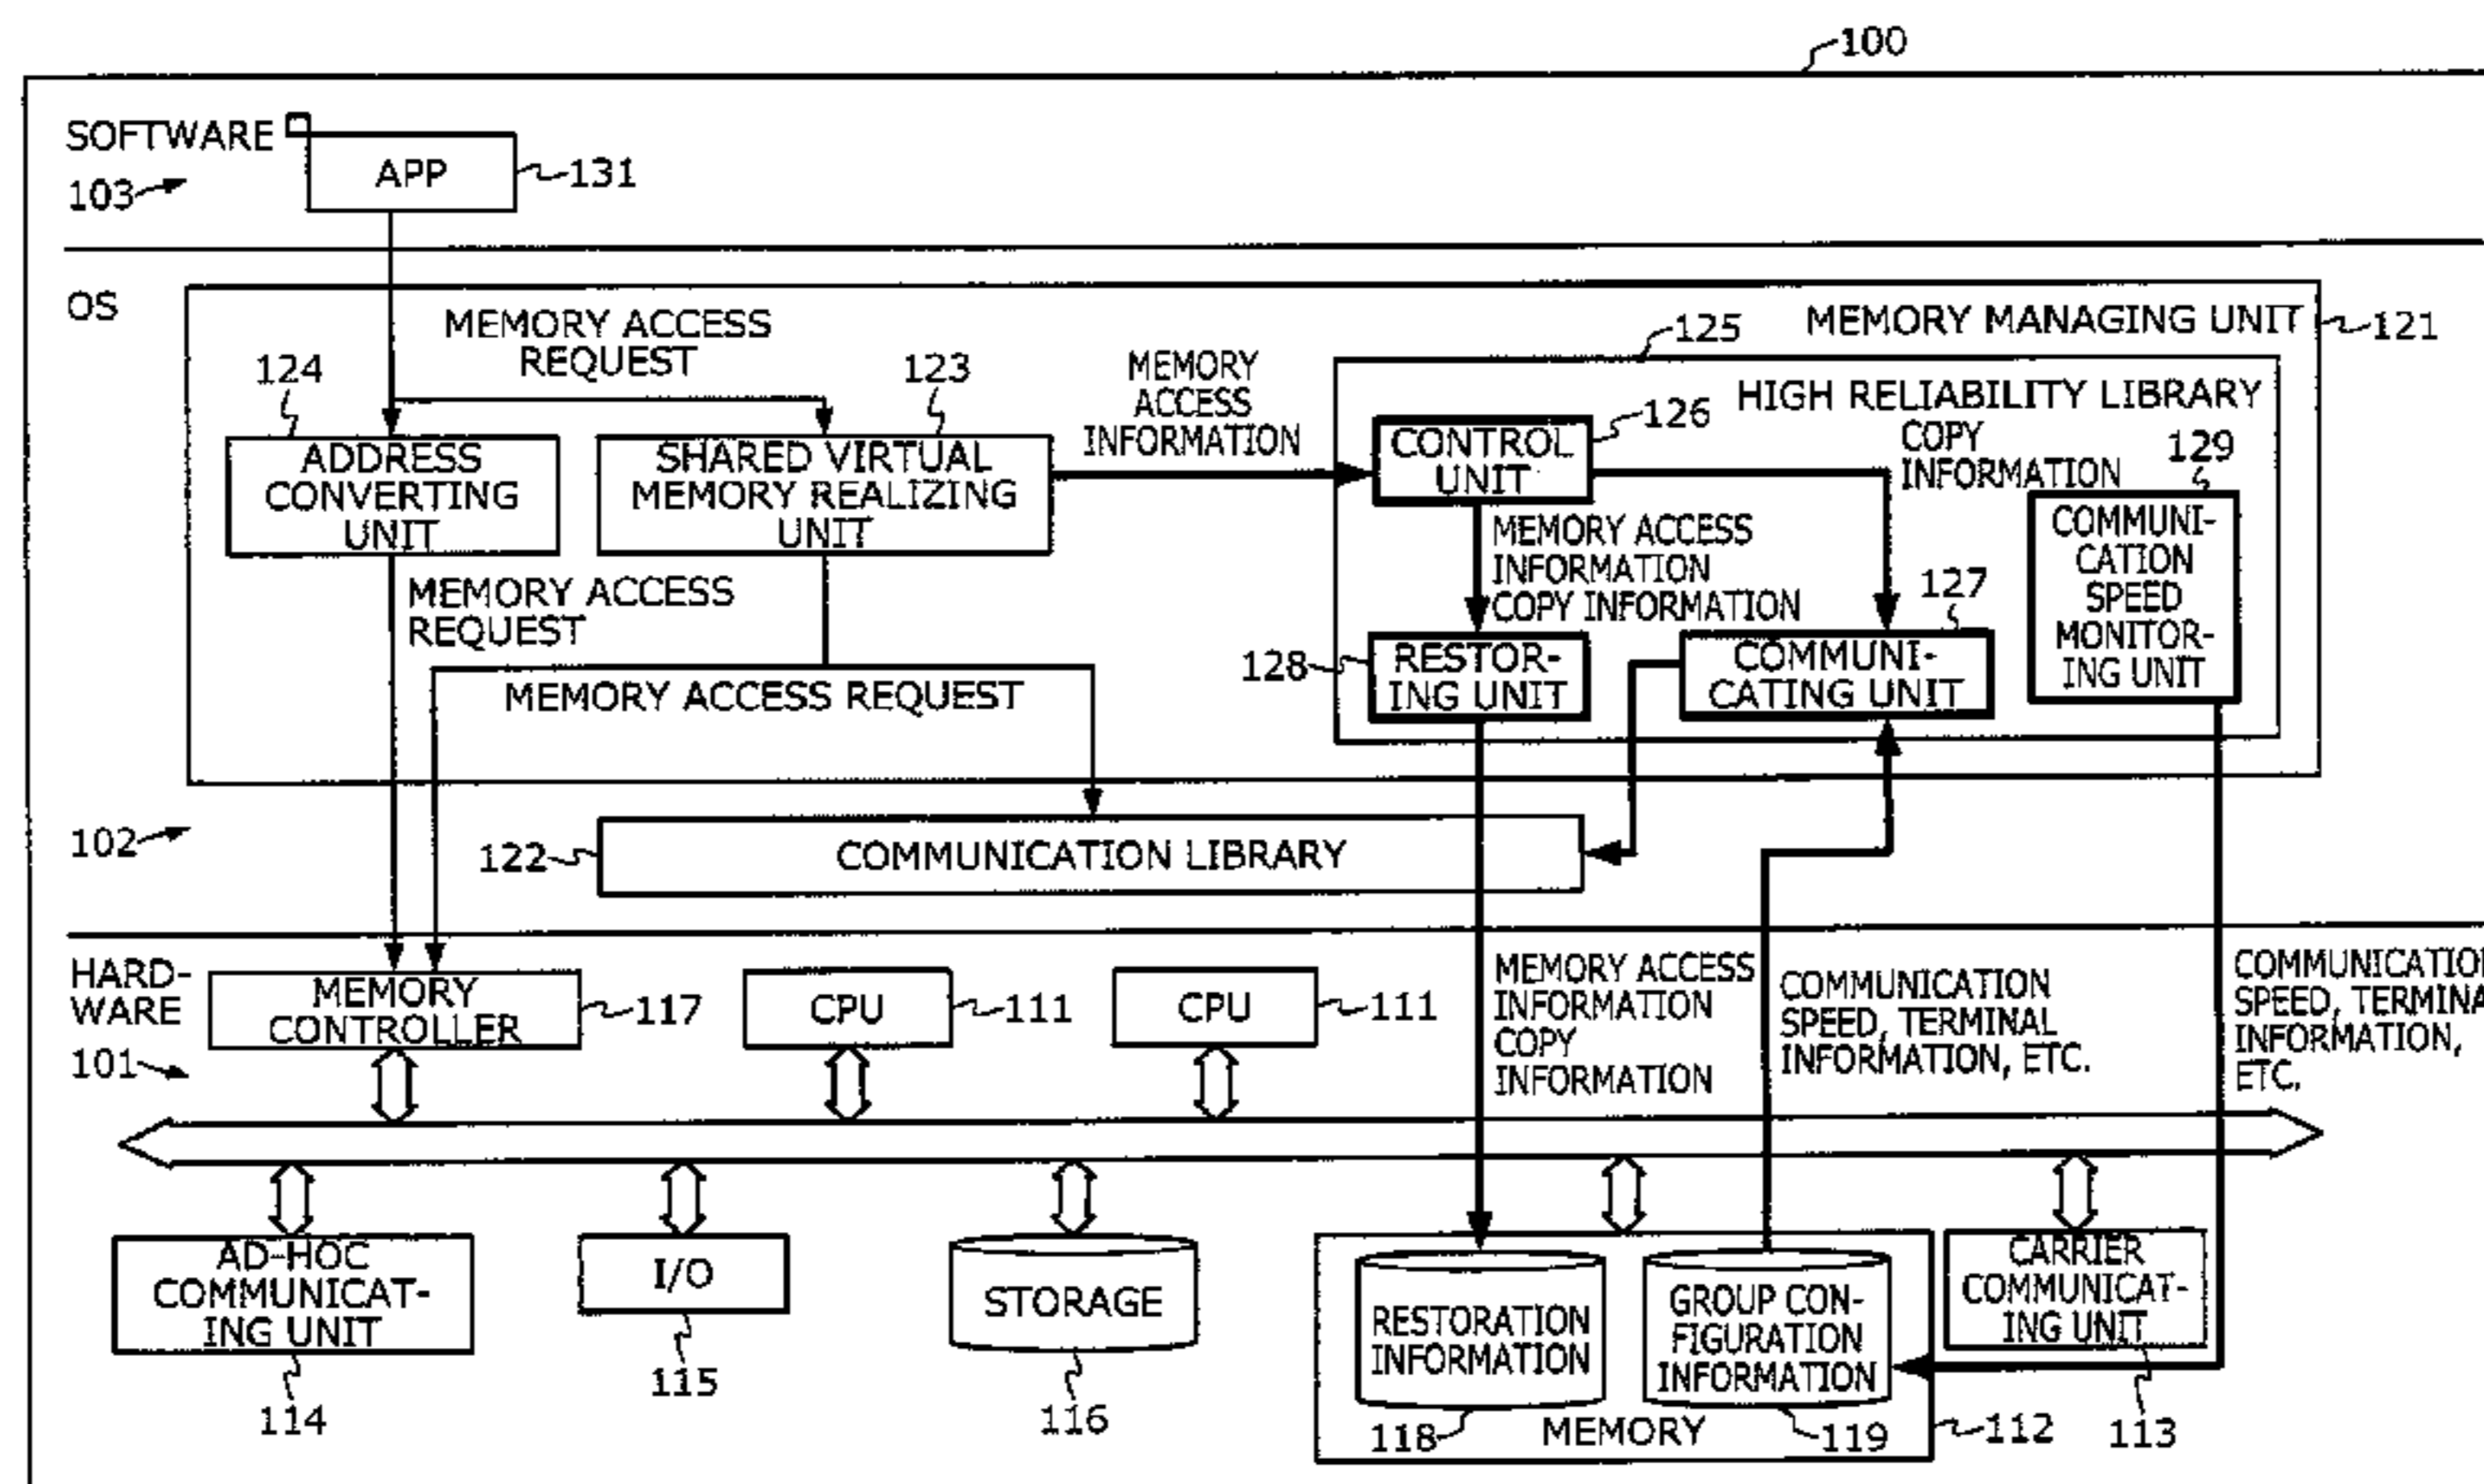 100
SOFTWARE
APP
131
103
OS
MEMORY MANAGING UNIT
121
MEMORY ACCESS
REQUEST
124
123
MEMORY
ACCESS
INFORMATION
125
HIGH RELIABILITY LIBRARY
ADDRESS
CONVERTING
UNIT
SHARED VIRTUAL
MEMORY REALIZING
UNIT
CONTROL
UNIT
126
COPY
INFORMATION
129
COMMUNI-
CATION
SPEED
MONITOR-
ING UNIT
MEMORY ACCESS
INFORMATION
COPY INFORMATION
127
MEMORY ACCESS
REQUEST
128
RESTOR-
ING UNIT
COMMUNI-
CATING UNIT
MEMORY ACCESS REQUEST
102
122
COMMUNICATION LIBRARY
HARD-
WARE
101
MEMORY
CONTROLLER
117
CPU
111
CPU
111
MEMORY ACCESS
INFORMATION
COPY
INFORMATION
COMMUNICATION
SPEED, TERMINAL
INFORMATION, ETC.
COMMUNICATION
SPEED, TERMINA
INFORMATION,
ETC.
AD-HOC
COMMUNICAT-
ING UNIT
114
I/O
115
STORAGE
116
RESTORATION
INFORMATION
118
GROUP CON-
FIGURATION
INFORMATION
119
MEMORY
112
CARRIER
COMMUNICAT-
ING UNIT
113